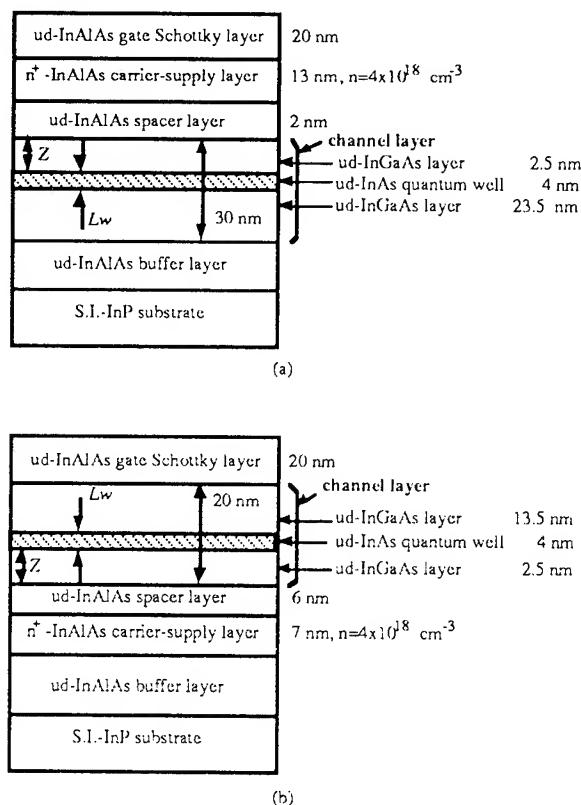 ud-InAlAs gate Schottky layer 20 nm
n+ -InAlAs carrier-supply layer 13 nm, n=4x10^18 cm^-3
ud-InAlAs spacer layer 2 nm
channel layer
Z
ud-InGaAs layer 2.5 nm
ud-InAs quantum well 4 nm
Lw 30 nm ud-InGaAs layer 23.5 nm
ud-InAlAs buffer layer
S.I.-InP substrate
(a)
ud-InAlAs gate Schottky layer 20 nm
channel layer
Lw 20 nm
ud-InGaAs layer 13.5 nm
ud-InAs quantum well 4 nm
Z ud-InGaAs layer 2.5 nm
ud-InAlAs spacer layer 6 nm
n+ -InAlAs carrier-supply layer 7 nm, n=4x10^18 cm^-3
ud-InAlAs buffer layer
S.I.-InP substrate
(b)